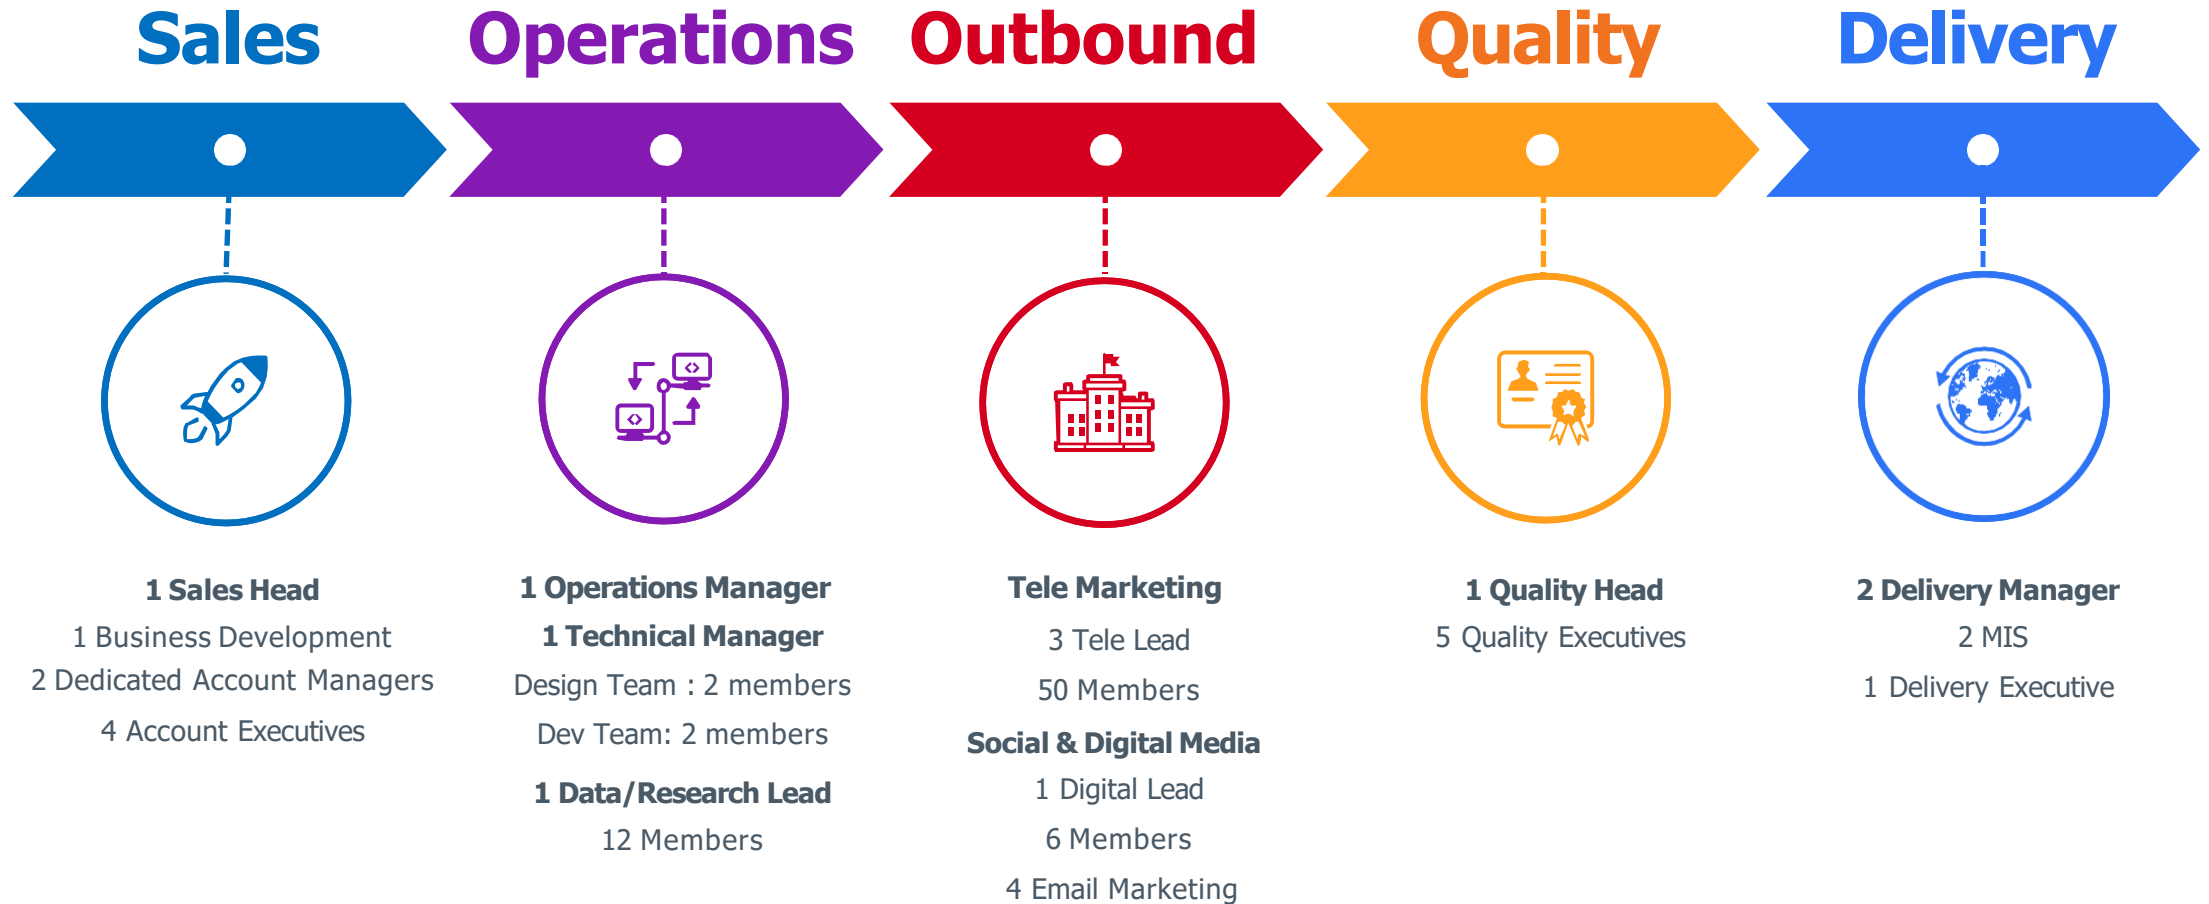 Sales
Operations
Outbound
Quality
Delivery
1 Sales Head
1 Business Development
2 Dedicated Account Managers
4 Account Executives
1 Operations Manager
1 Technical Manager
Design Team : 2 members
Dev Team: 2 members
1 Data/Research Lead
12 Members
Tele Marketing
3 Tele Lead
50 Members
Social & Digital Media
1 Digital Lead
6 Members
4 Email Marketing
1 Quality Head
5 Quality Executives
2 Delivery Manager
2 MIS
1 Delivery Executive